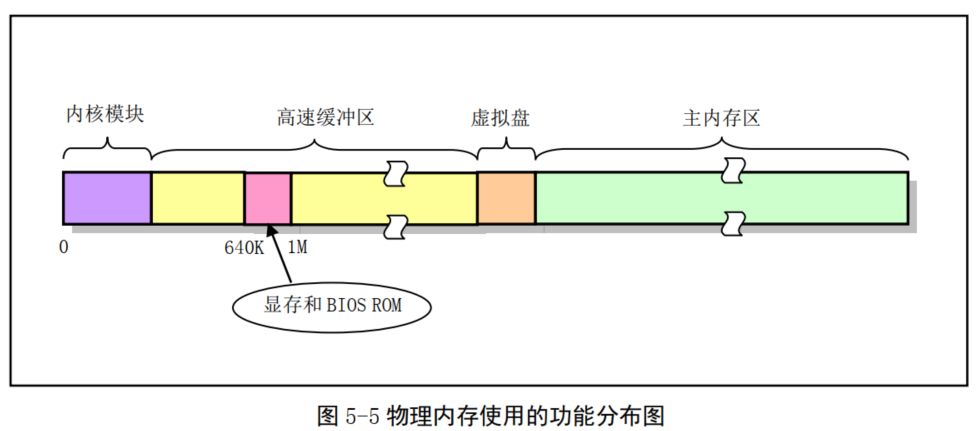 内核模块
高速缓冲区
虚拟盘
主内存区
0
640K
1M
显存和 BIOS ROM
图 5-5 物理内存使用的功能分布图